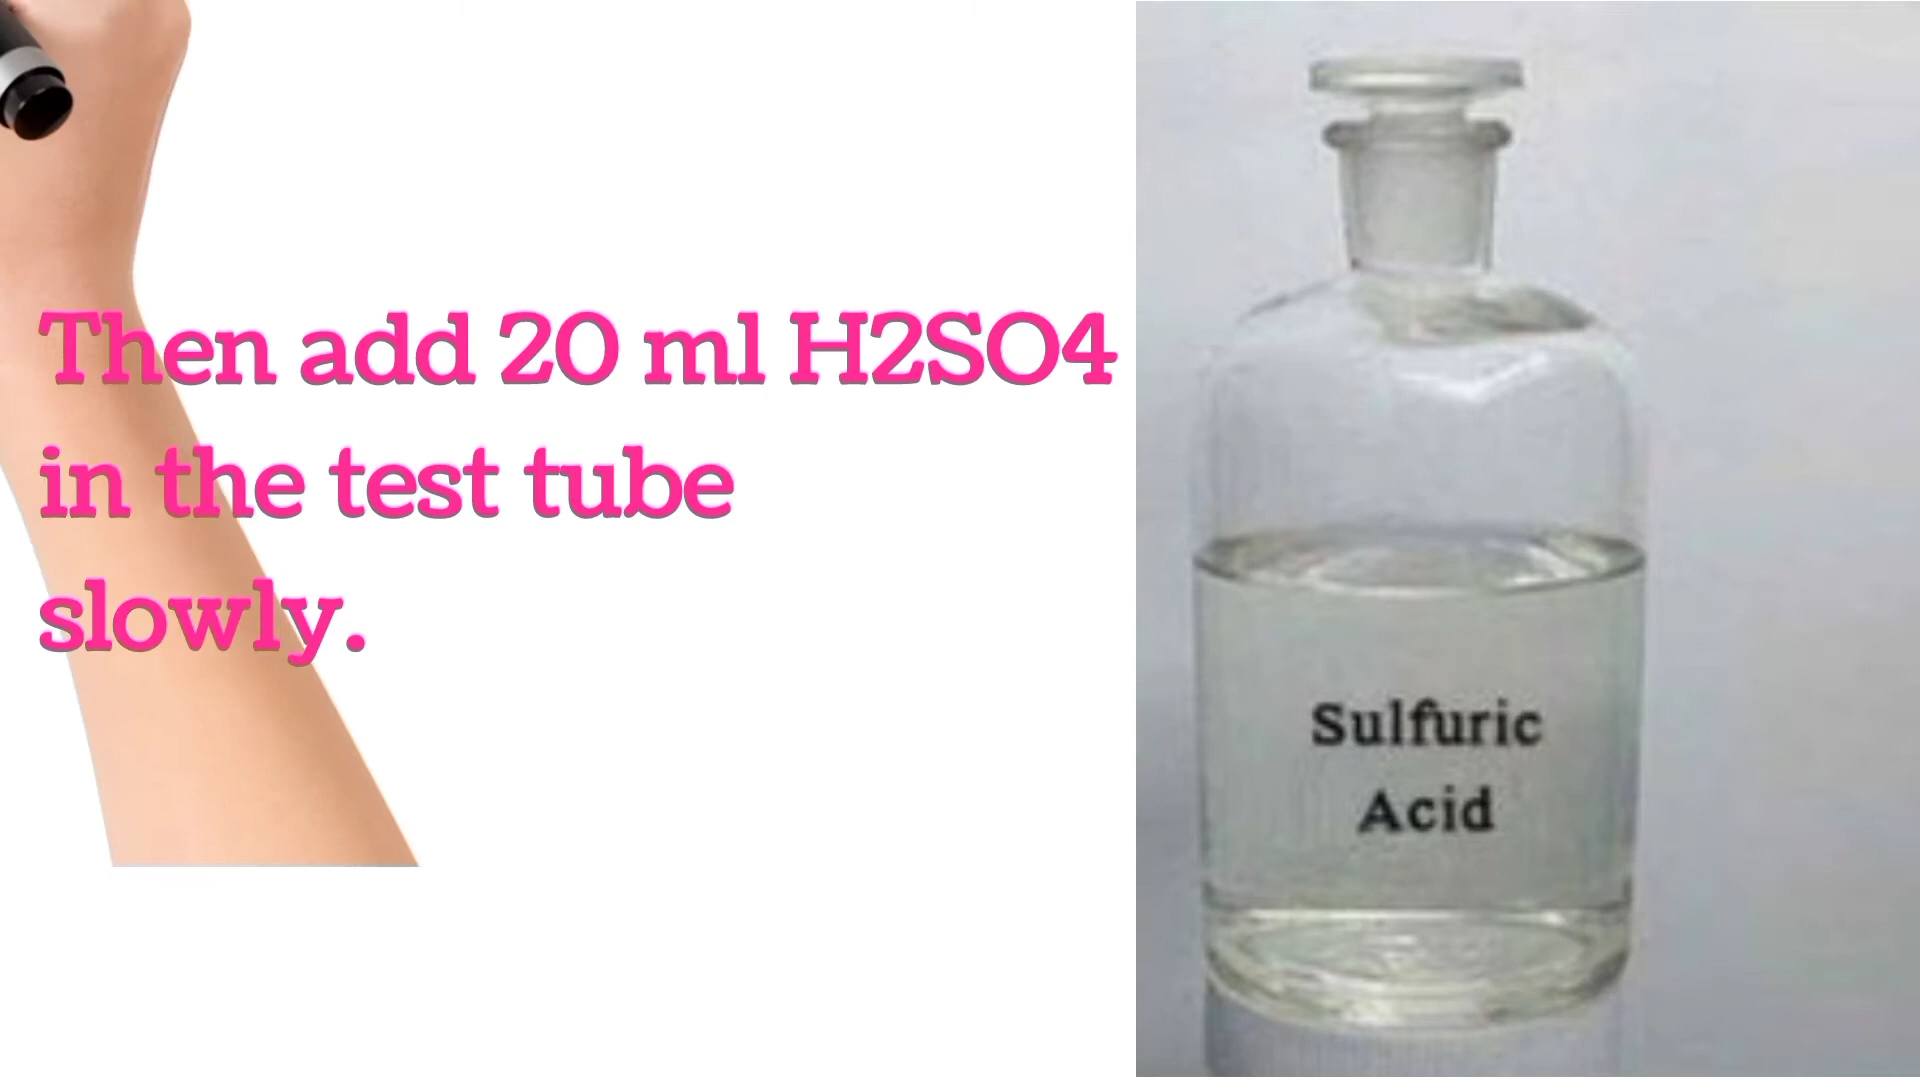 Then add 20 ml H2SO4
in the test tube
slowly.
Sulfuric
Acid